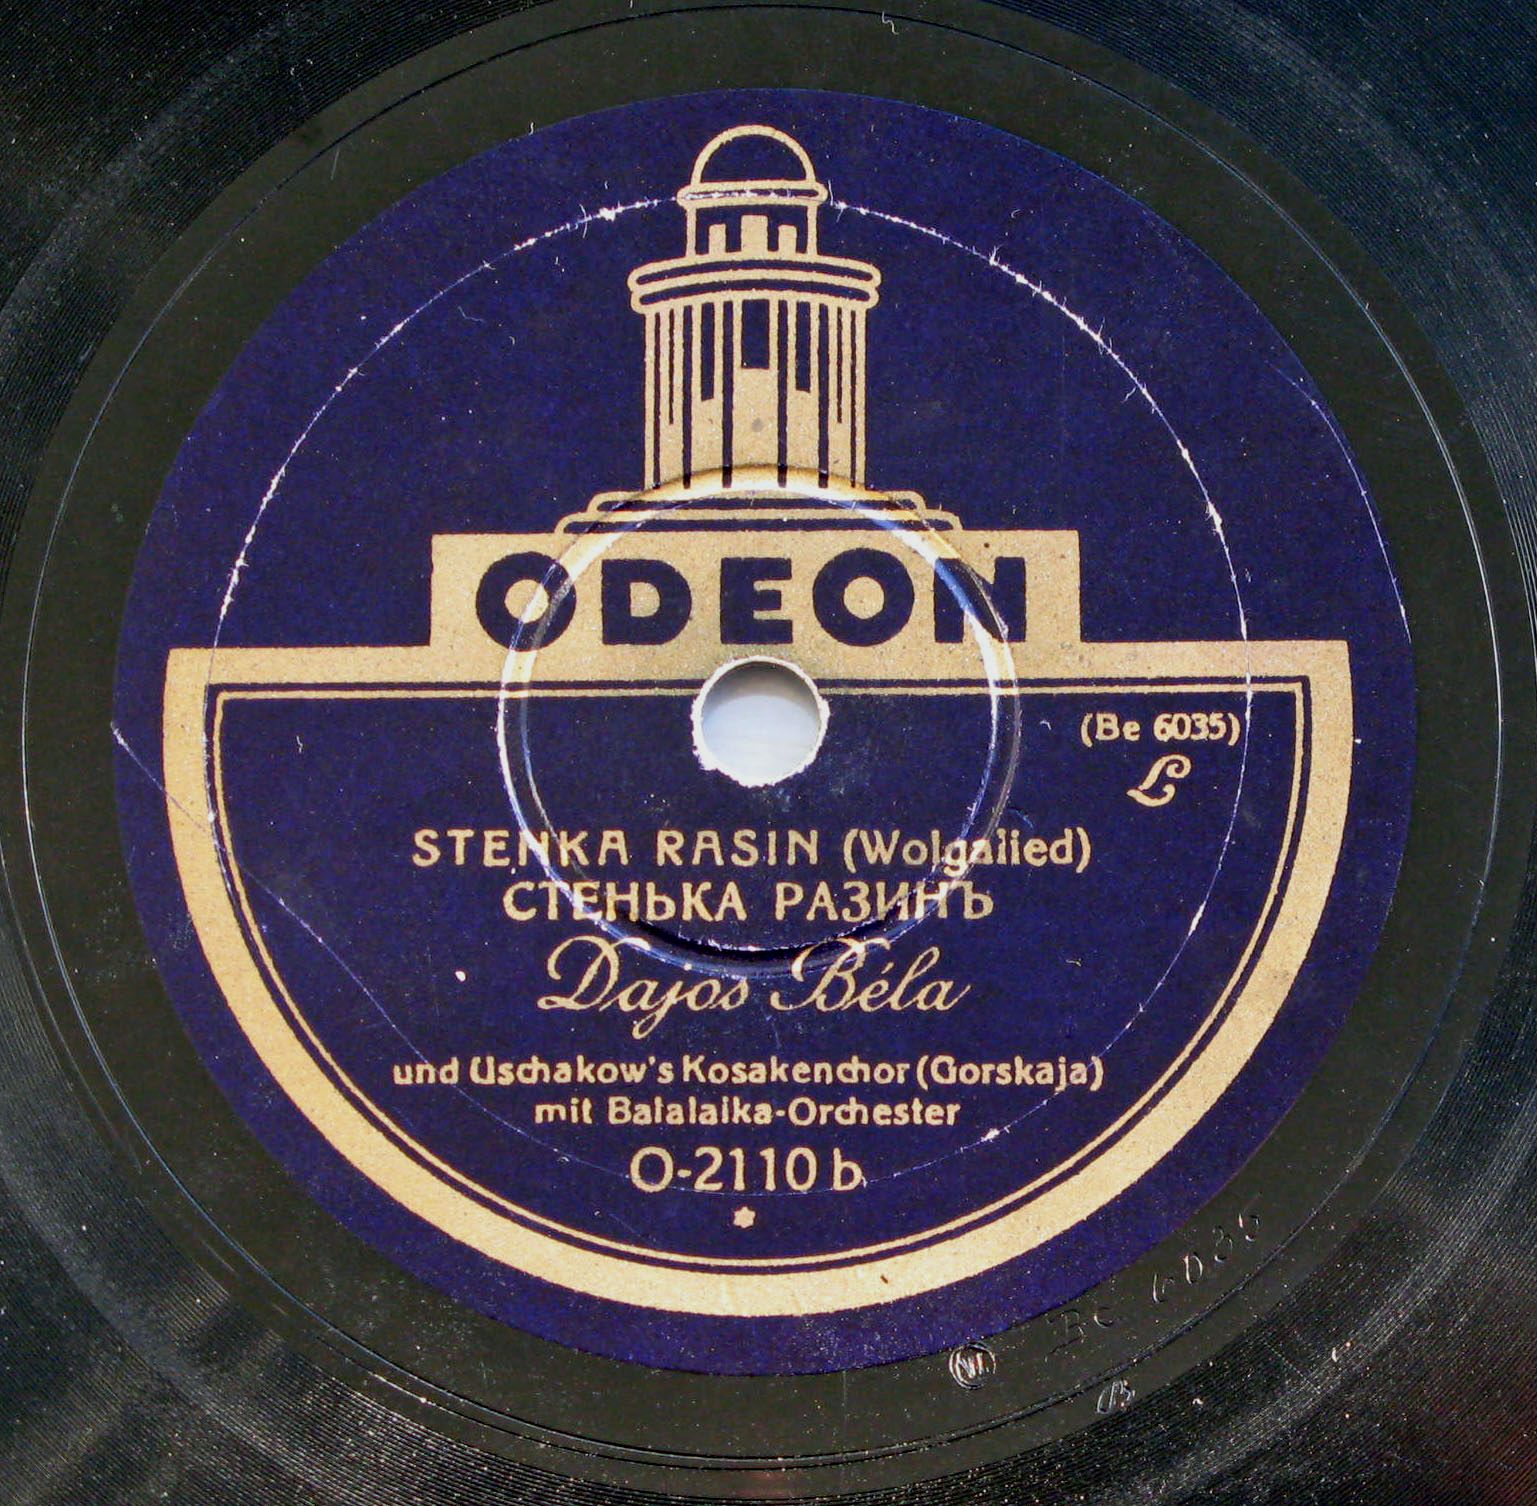 ODEON
(Be 6035)
L
STENKA RASIN (Wolgalied)
СТЕНЬКА РАЗИНЪ
Dajos Béla
und Uschakow's Kosakenchor (Gorskaja)
mit Balalaika-Orchester
O-2110 b
*
Be 6035